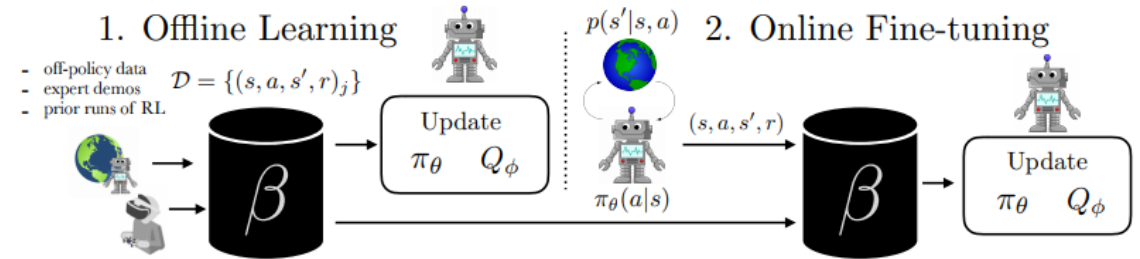 1. Offline Learning
- off-policy data
- expert demos
- prior runs of RL
𝒟 = {(s, a, s′, r)ⱼ}
β
Update
π_θ Q_ϕ
p(s′|s, a)
π_θ(a|s)
2. Online Fine-tuning
(s, a, s′, r)
β
Update
π_θ Q_ϕ